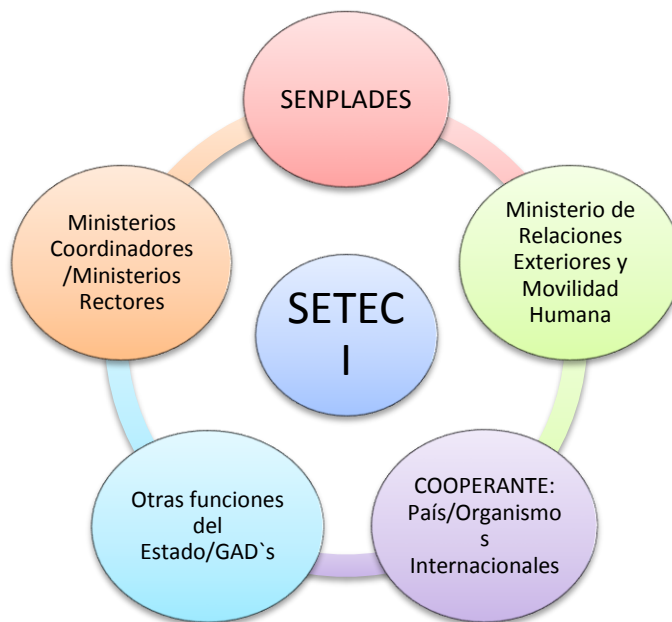 SENPLADES
Ministerios
Coordinadores
/Ministerios
Rectores
Ministerio de
Relaciones
Exteriores y
Movilidad
Humana
SETEC
I
Otras funciones
del
Estado/GAD`s
COOPERANTE:
País/Organismo
s
Internacionales